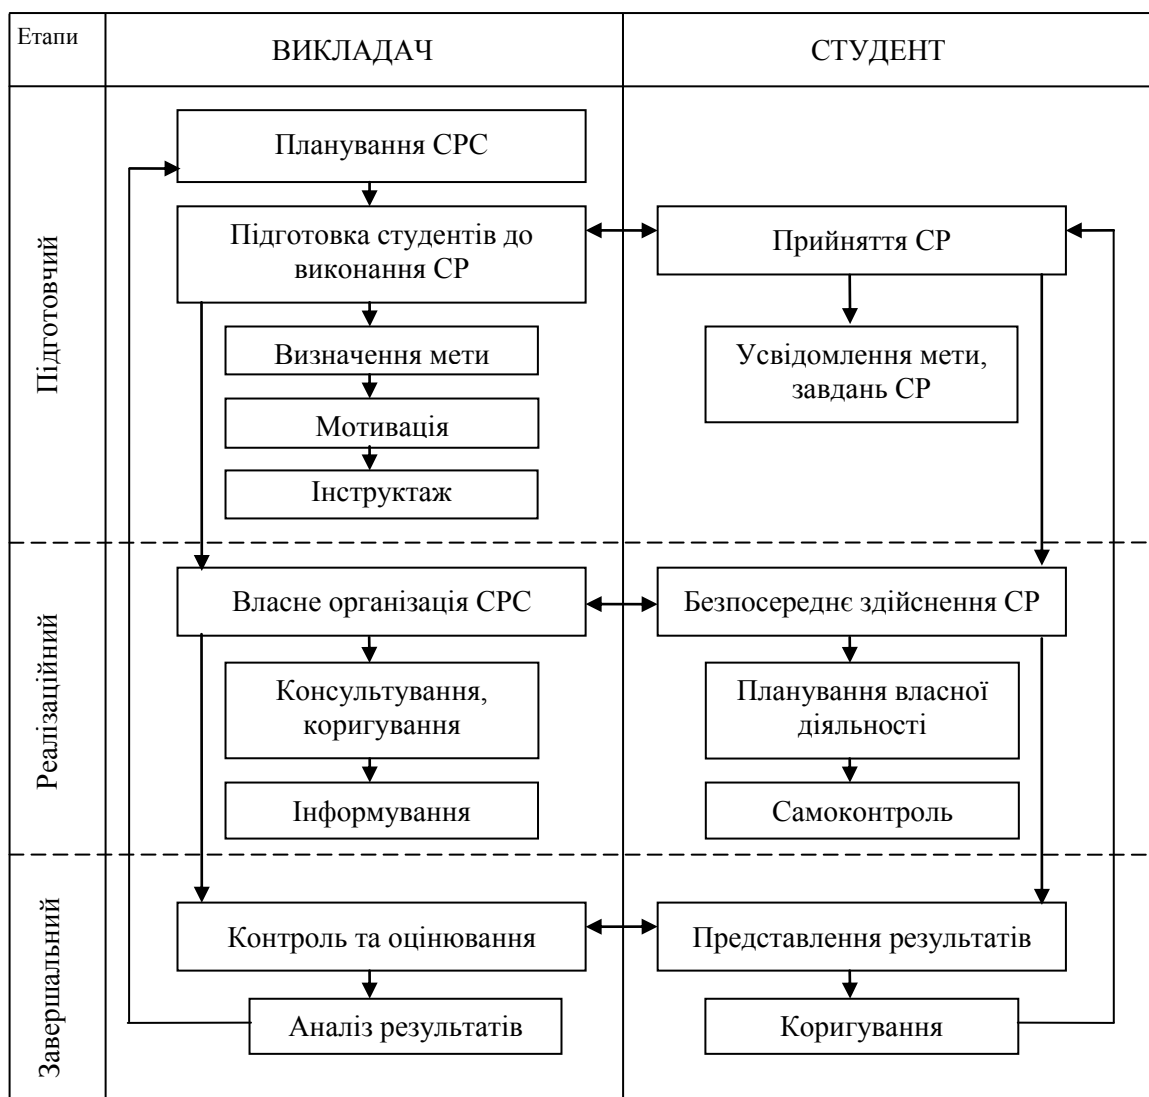 Етапи
ВИКЛАДАЧ
СТУДЕНТ
Підготовчий
Планування СРС
Підготовка студентів до
виконання СР
Прийняття СР
Визначення мети
Усвідомлення мети,
завдань СР
Мотивація
Інструктаж
Реалізаційний
Власне організація СРС
Безпосереднє здійснення СР
Консультування,
коригування
Планування власної
діяльності
Інформування
Самоконтроль
Завершальний
Контроль та оцінювання
Представлення результатів
Аналіз результатів
Коригування